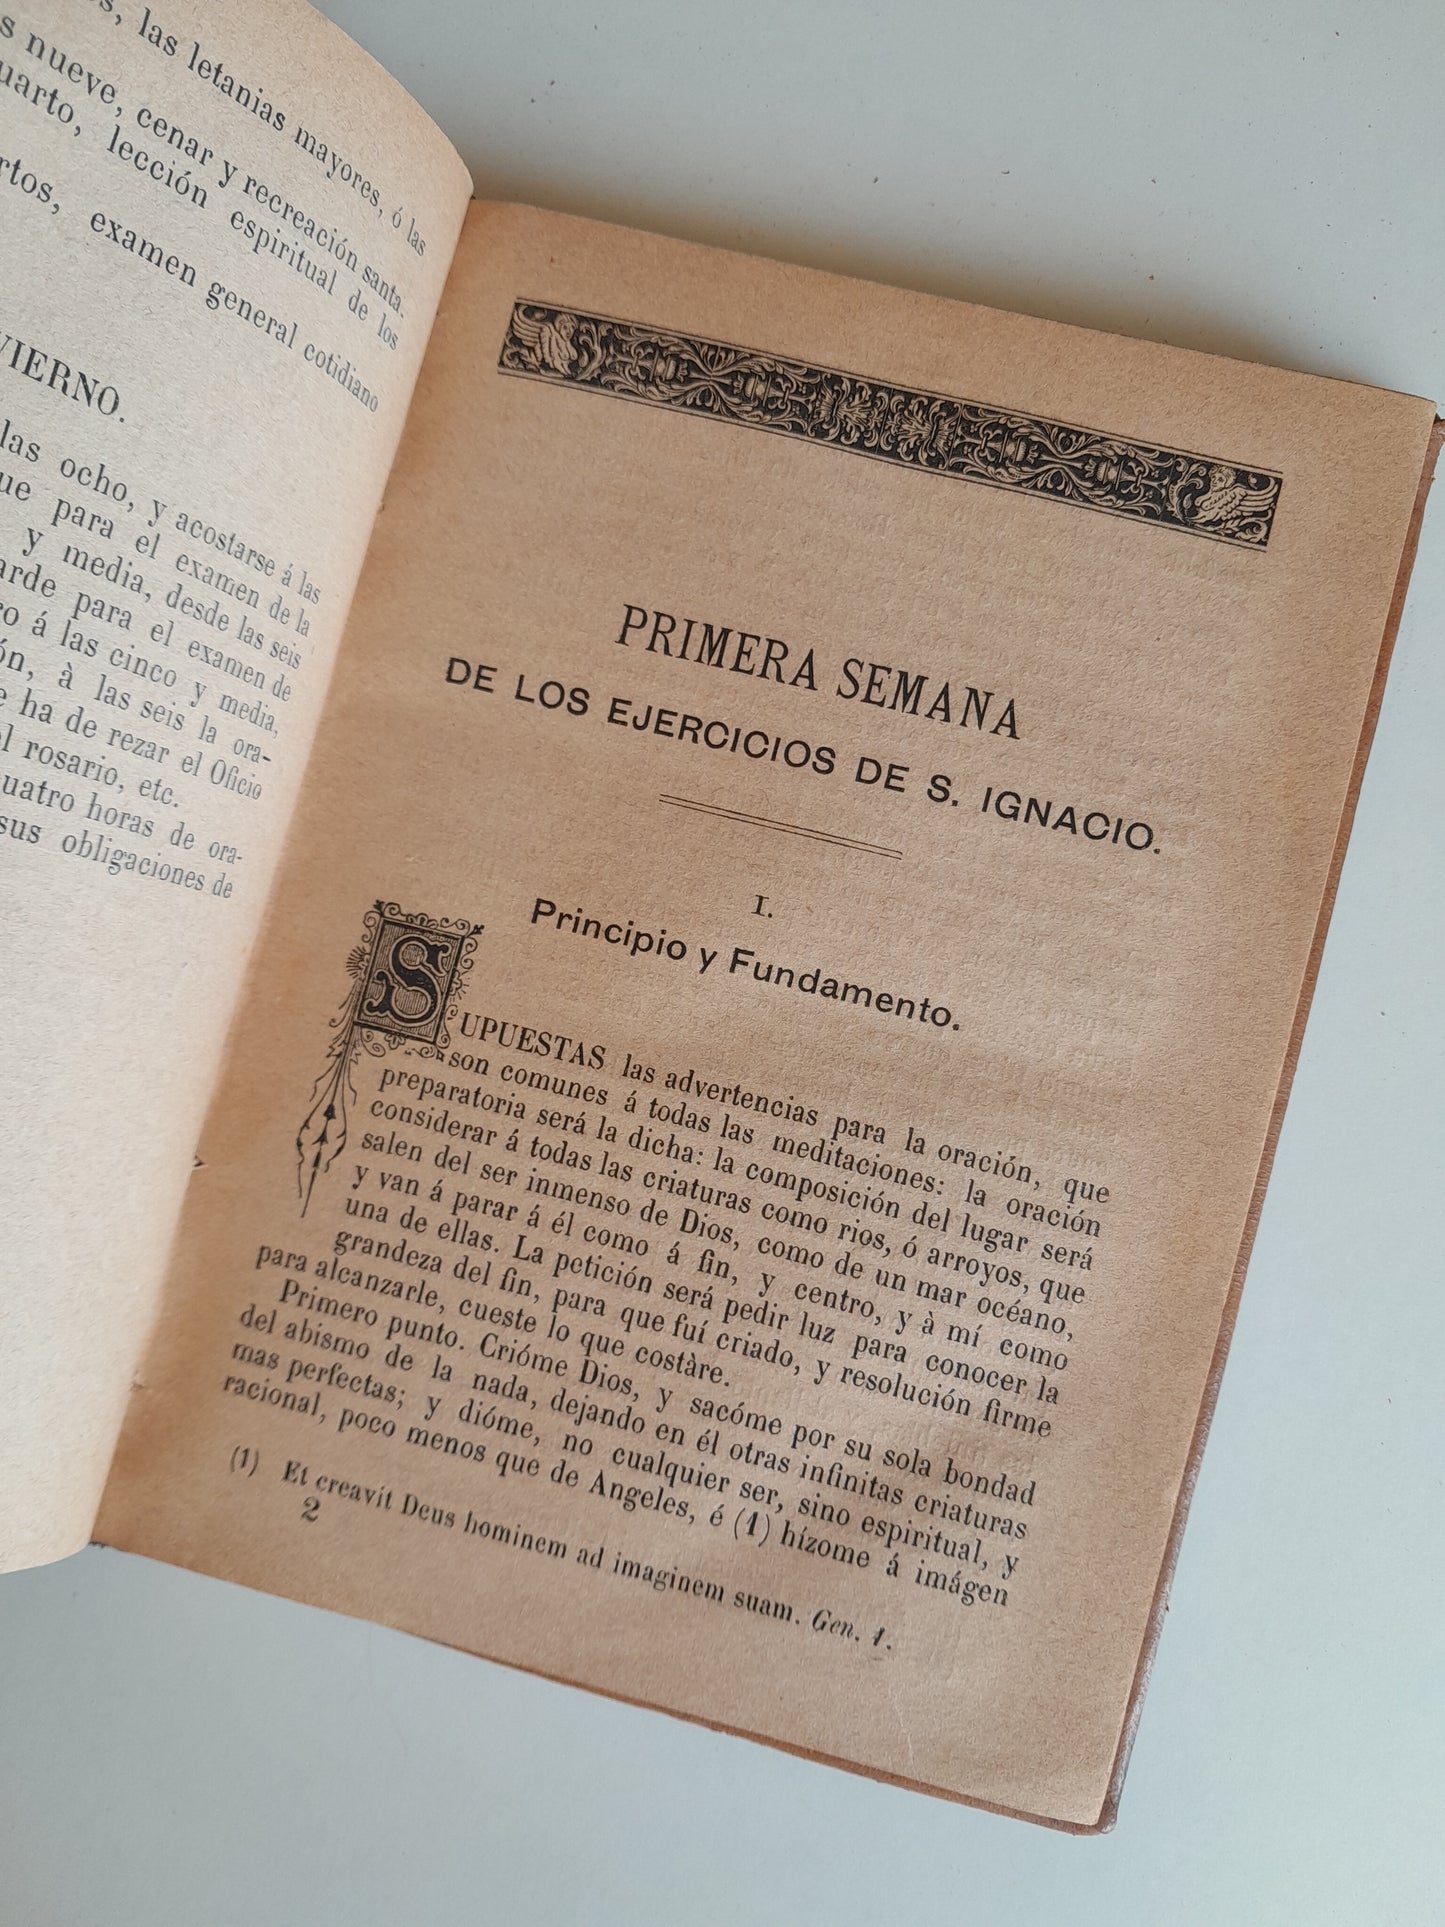 s, las letanias mayores, ó las
s nueve, cenar y recreación santa.
uarto, lección espiritual de los
rtos, examen general cotidiano
VIERNO.
las ocho, y acostarse á las
ue para el examen de la
y media, desde las seis
arde para el examen de
ro á las cinco y media,
ón, à las seis la ora-
e ha de rezar el Oficio
el rosario, etc.
cuatro horas de ora-
sus obligaciones de
PRIMERA SEMANA
DE LOS EJERCICIOS DE S. IGNACIO.
I.
Principio y Fundamento.
SUPUESTAS las advertencias para la oración, que
son comunes á todas las meditaciones: la oración
preparatoria será la dicha: la composición del lugar será
considerar á todas las criaturas como rios, ó arroyos, que
salen del ser inmenso de Dios, como de un mar océano,
y van á parar á él como á fin, y centro, y à mí como
una de ellas. La petición será pedir luz para conocer la
grandeza del fin, para que fuí criado, y resolución firme
para alcanzarle, cueste lo que costàre.
Primero punto. Crióme Dios, y sacóme por su sola bondad
del abismo de la nada, dejando en él otras infinitas criaturas
mas perfectas; y dióme, no cualquier ser, sino espiritual, y
racional, poco menos que de Angeles, é (1) hízome á imágen
(1) Et creavit Deus hominem ad imaginem suam. Gen. 1.
2